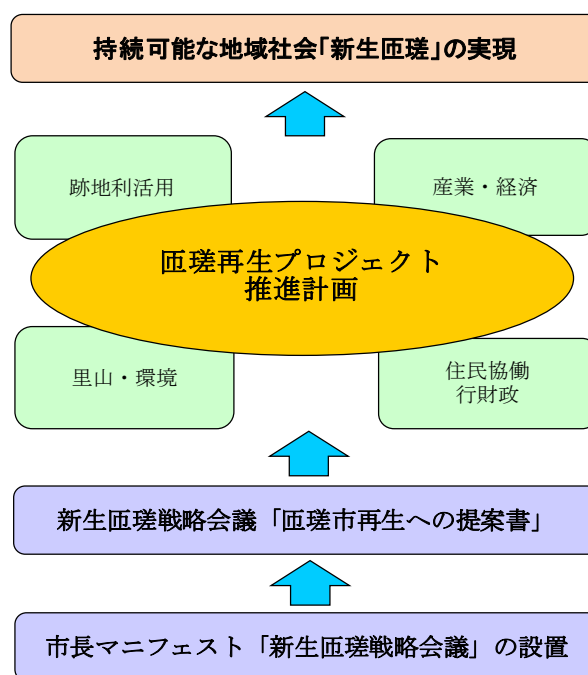 持続可能な地域社会「新生匝瑳」の実現
跡地利活用
産業・経済
匝瑳再生プロジェクト
推進計画
里山・環境
住民協働
行財政
新生匝瑳戦略会議「匝瑳市再生への提案書」
市長マニフェスト「新生匝瑳戦略会議」の設置